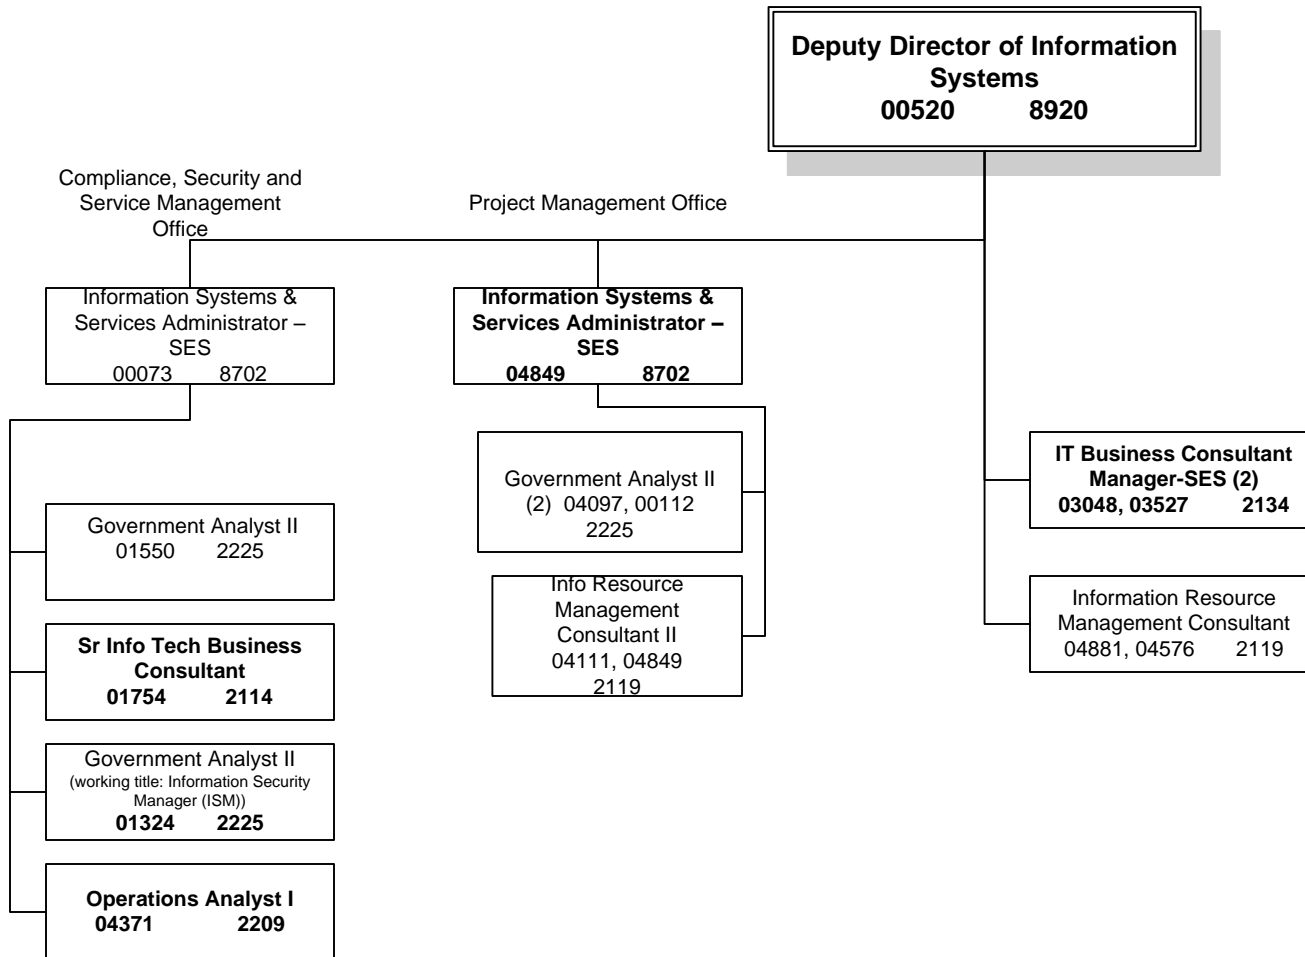 Deputy Director of Information
Systems
00520 8920
Compliance, Security and
Service Management
Office
Project Management Office
Information Systems &
Services Administrator –
SES
00073 8702
Information Systems &
Services Administrator –
SES
04849 8702
Government Analyst II
01550 2225
Sr Info Tech Business
Consultant
01754 2114
Government Analyst II
(working title: Information Security
Manager (ISM))
01324 2225
Operations Analyst I
04371 2209
Government Analyst II
(2) 04097, 00112
2225
Info Resource
Management
Consultant II
04111, 04849
2119
IT Business Consultant
Manager-SES (2)
03048, 03527 2134
Information Resource
Management Consultant
04881, 04576 2119